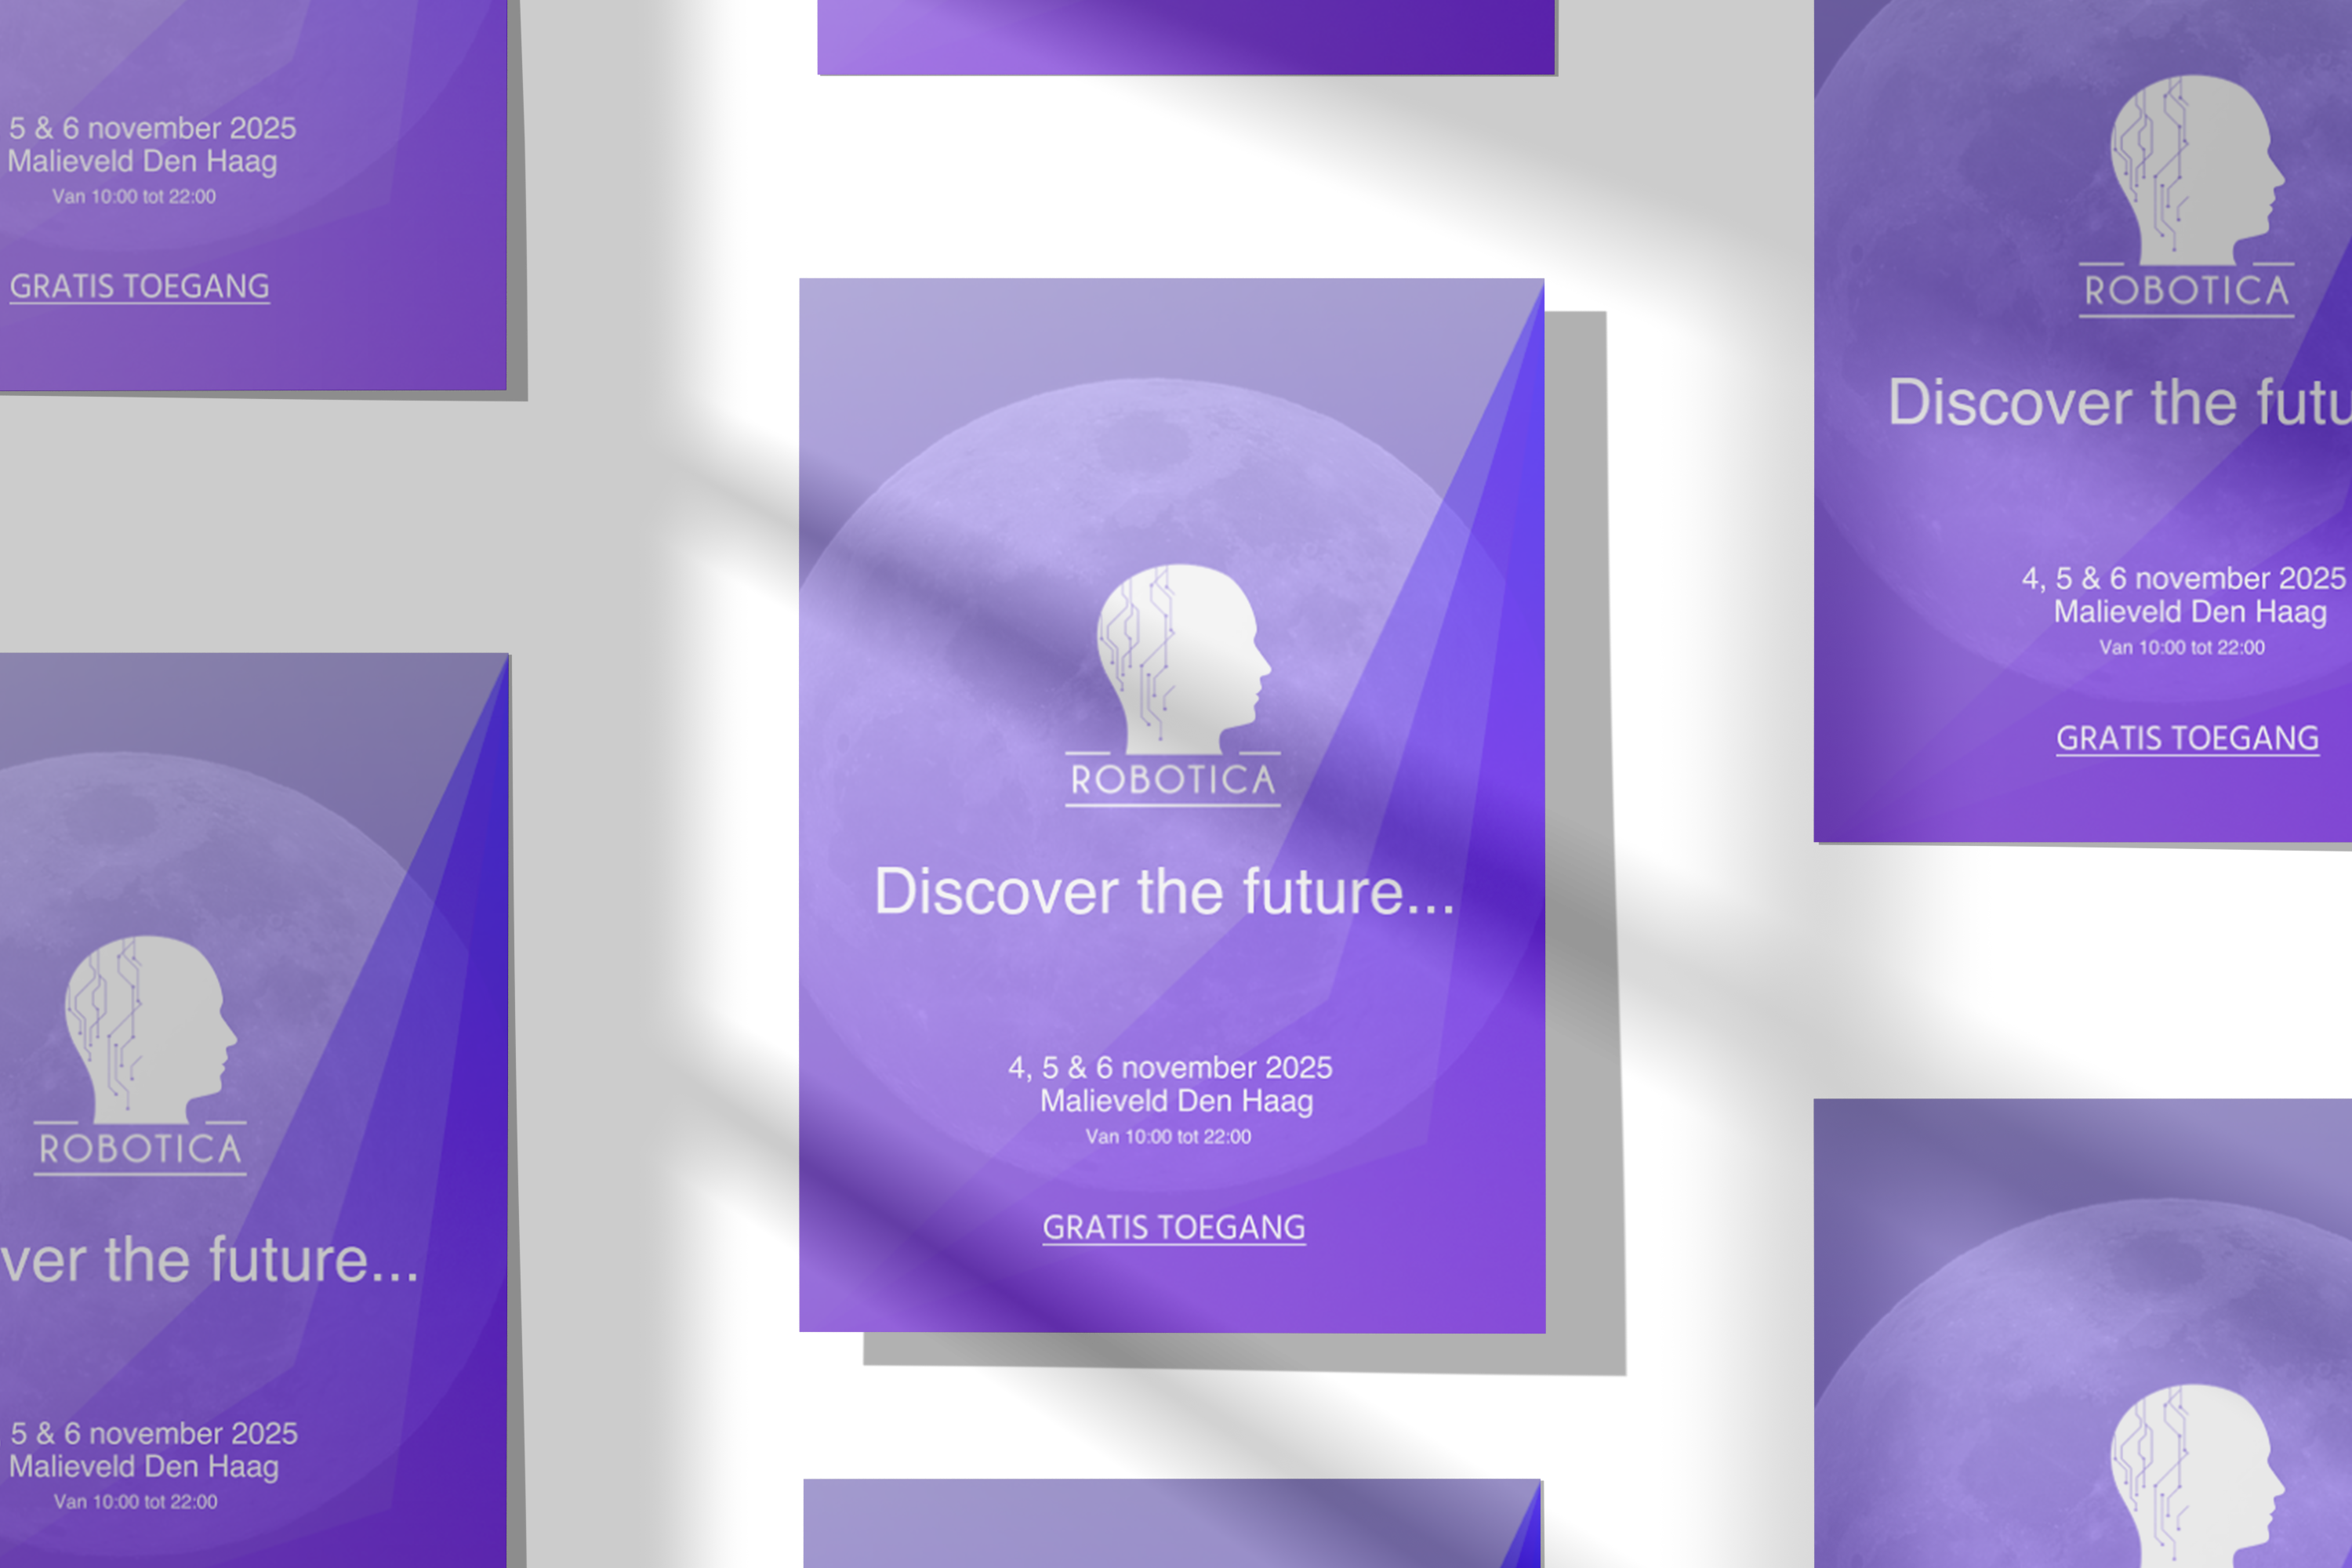 5 & 6 november 2025
Malieveld Den Haag
Van 10:00 tot 22:00
GRATIS TOEGANG
ROBOTICA
ver the future...
5 & 6 november 2025
Malieveld Den Haag
Van 10:00 tot 22:00
ROBOTICA
Discover the future...
4, 5 & 6 november 2025
Malieveld Den Haag
Van 10:00 tot 22:00
GRATIS TOEGANG
ROBOTICA
Discover the futu
4, 5 & 6 november 2025
Malieveld Den Haag
Van 10:00 tot 22:00
GRATIS TOEGANG